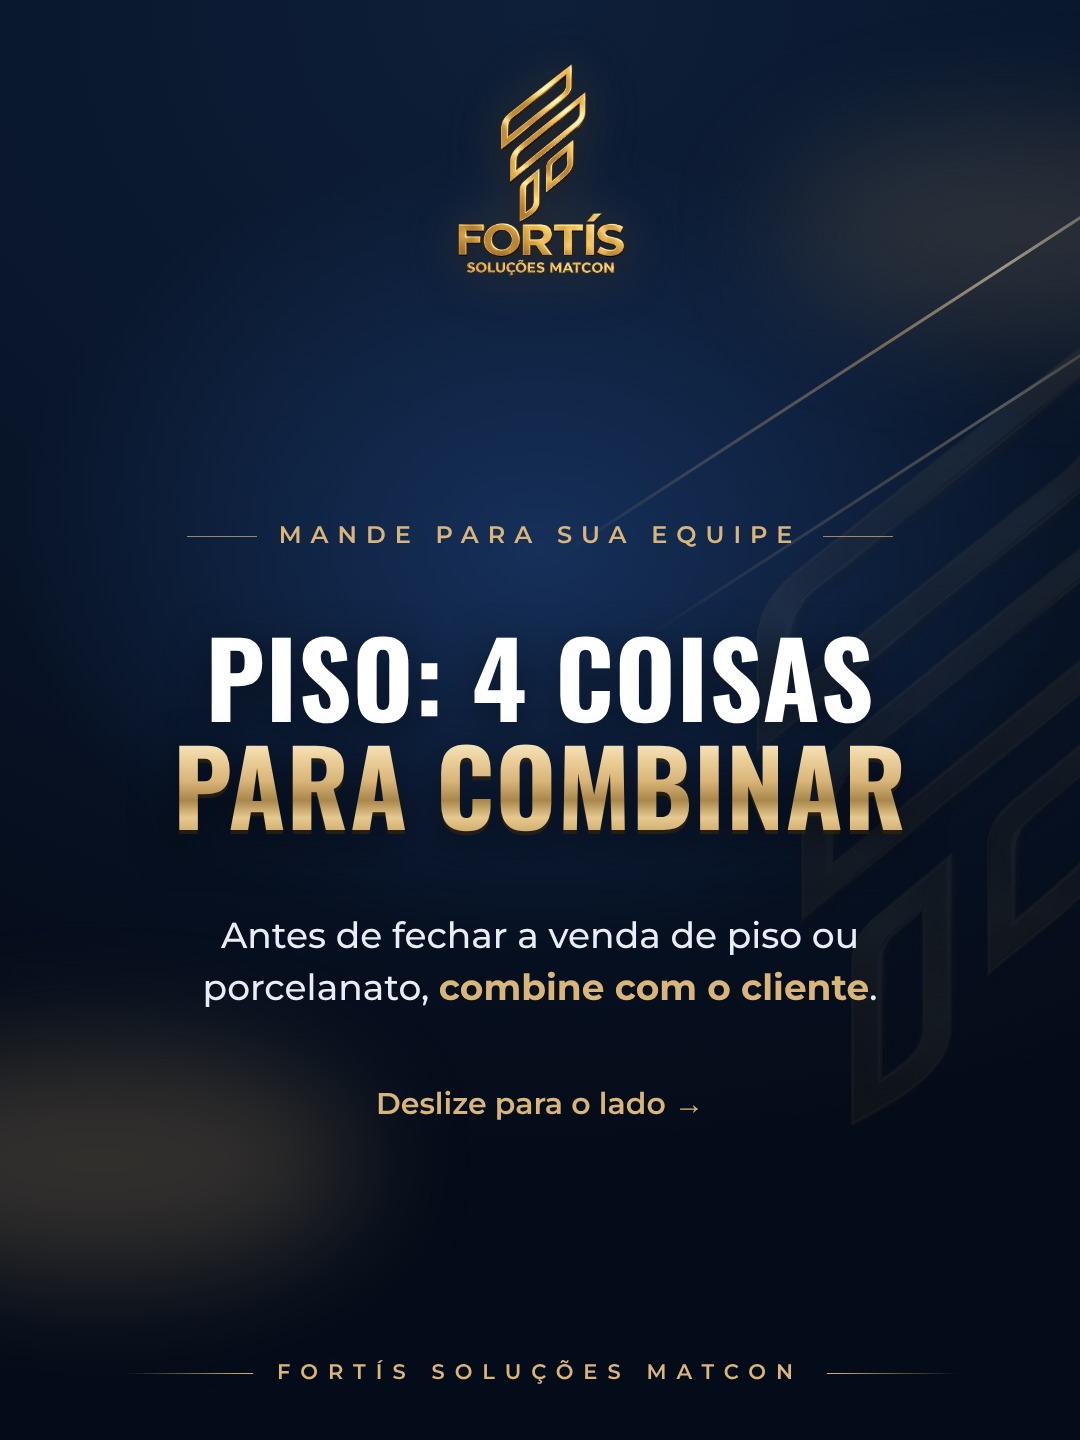 FORTÍS
SOLUÇÕES MATCON
MANDE PARA SUA EQUIPE
PISO: 4 COISAS
PARA COMBINAR
Antes de fechar a venda de piso ou
porcelanato, combine com o cliente.
Deslize para o lado →
FORTÍS SOLUÇÕES MATCON